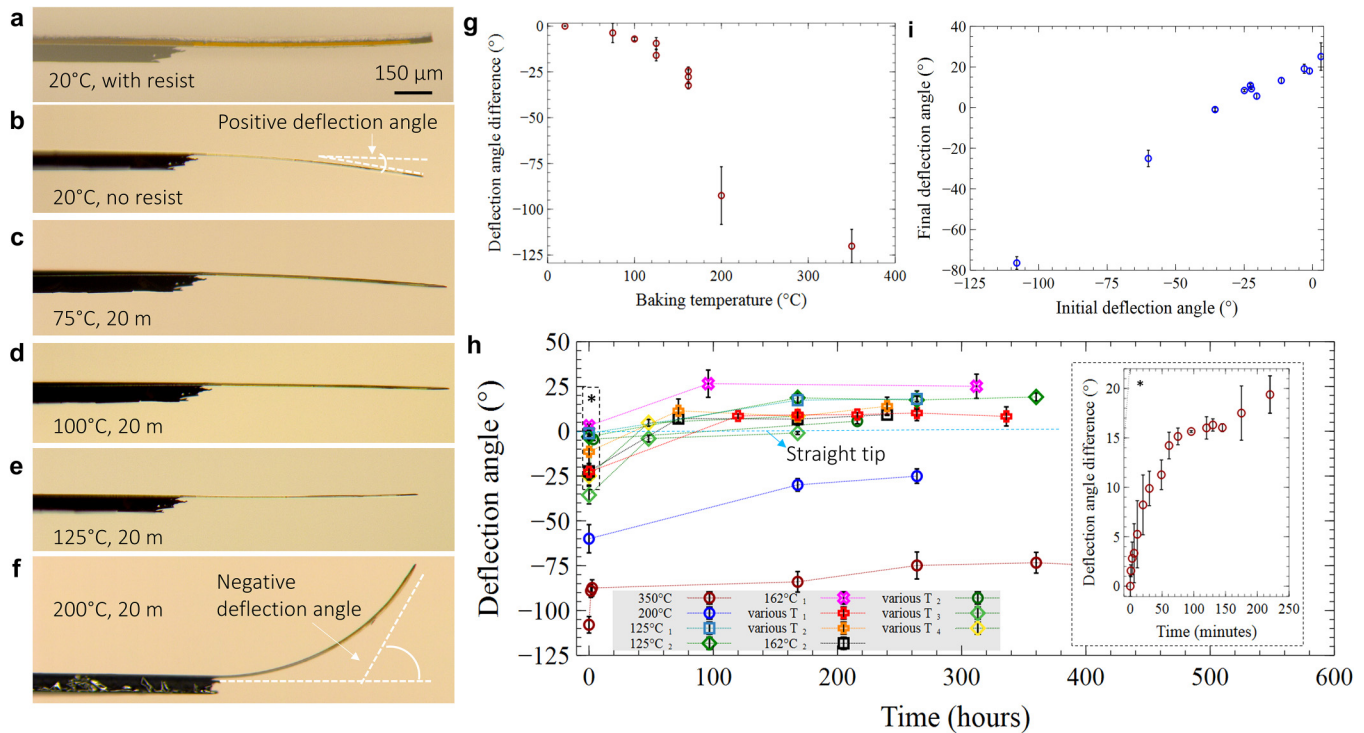 a
20°C, with resist
150 µm
b
Positive deflection angle
20°C, no resist
c
75°C, 20 m
d
100°C, 20 m
e
125°C, 20 m
f
200°C, 20 m
Negative
deflection angle
g
Deflection angle difference (°)
0
−25
−50
−75
−100
−125
0 100 200 300 400
Baking temperature (°C)
i
Final deflection angle (°)
40
20
0
−20
−40
−60
−80
−125 −100 −75 −50 −25 0
Initial deflection angle (°)
h
Deflection angle (°)
50
25
0
−25
−50
−75
−100
−125
*
Straight tip
350°C 162°C 1 various T 2
200°C various T 1 various T 3
125°C 1 various T 2 various T 4
125°C 2 162°C 2
0 100 200 300 400 500 600
Time (hours)
*
Deflection angle difference (°)
20
15
10
5
0
0 50 100 150 200 250
Time (minutes)